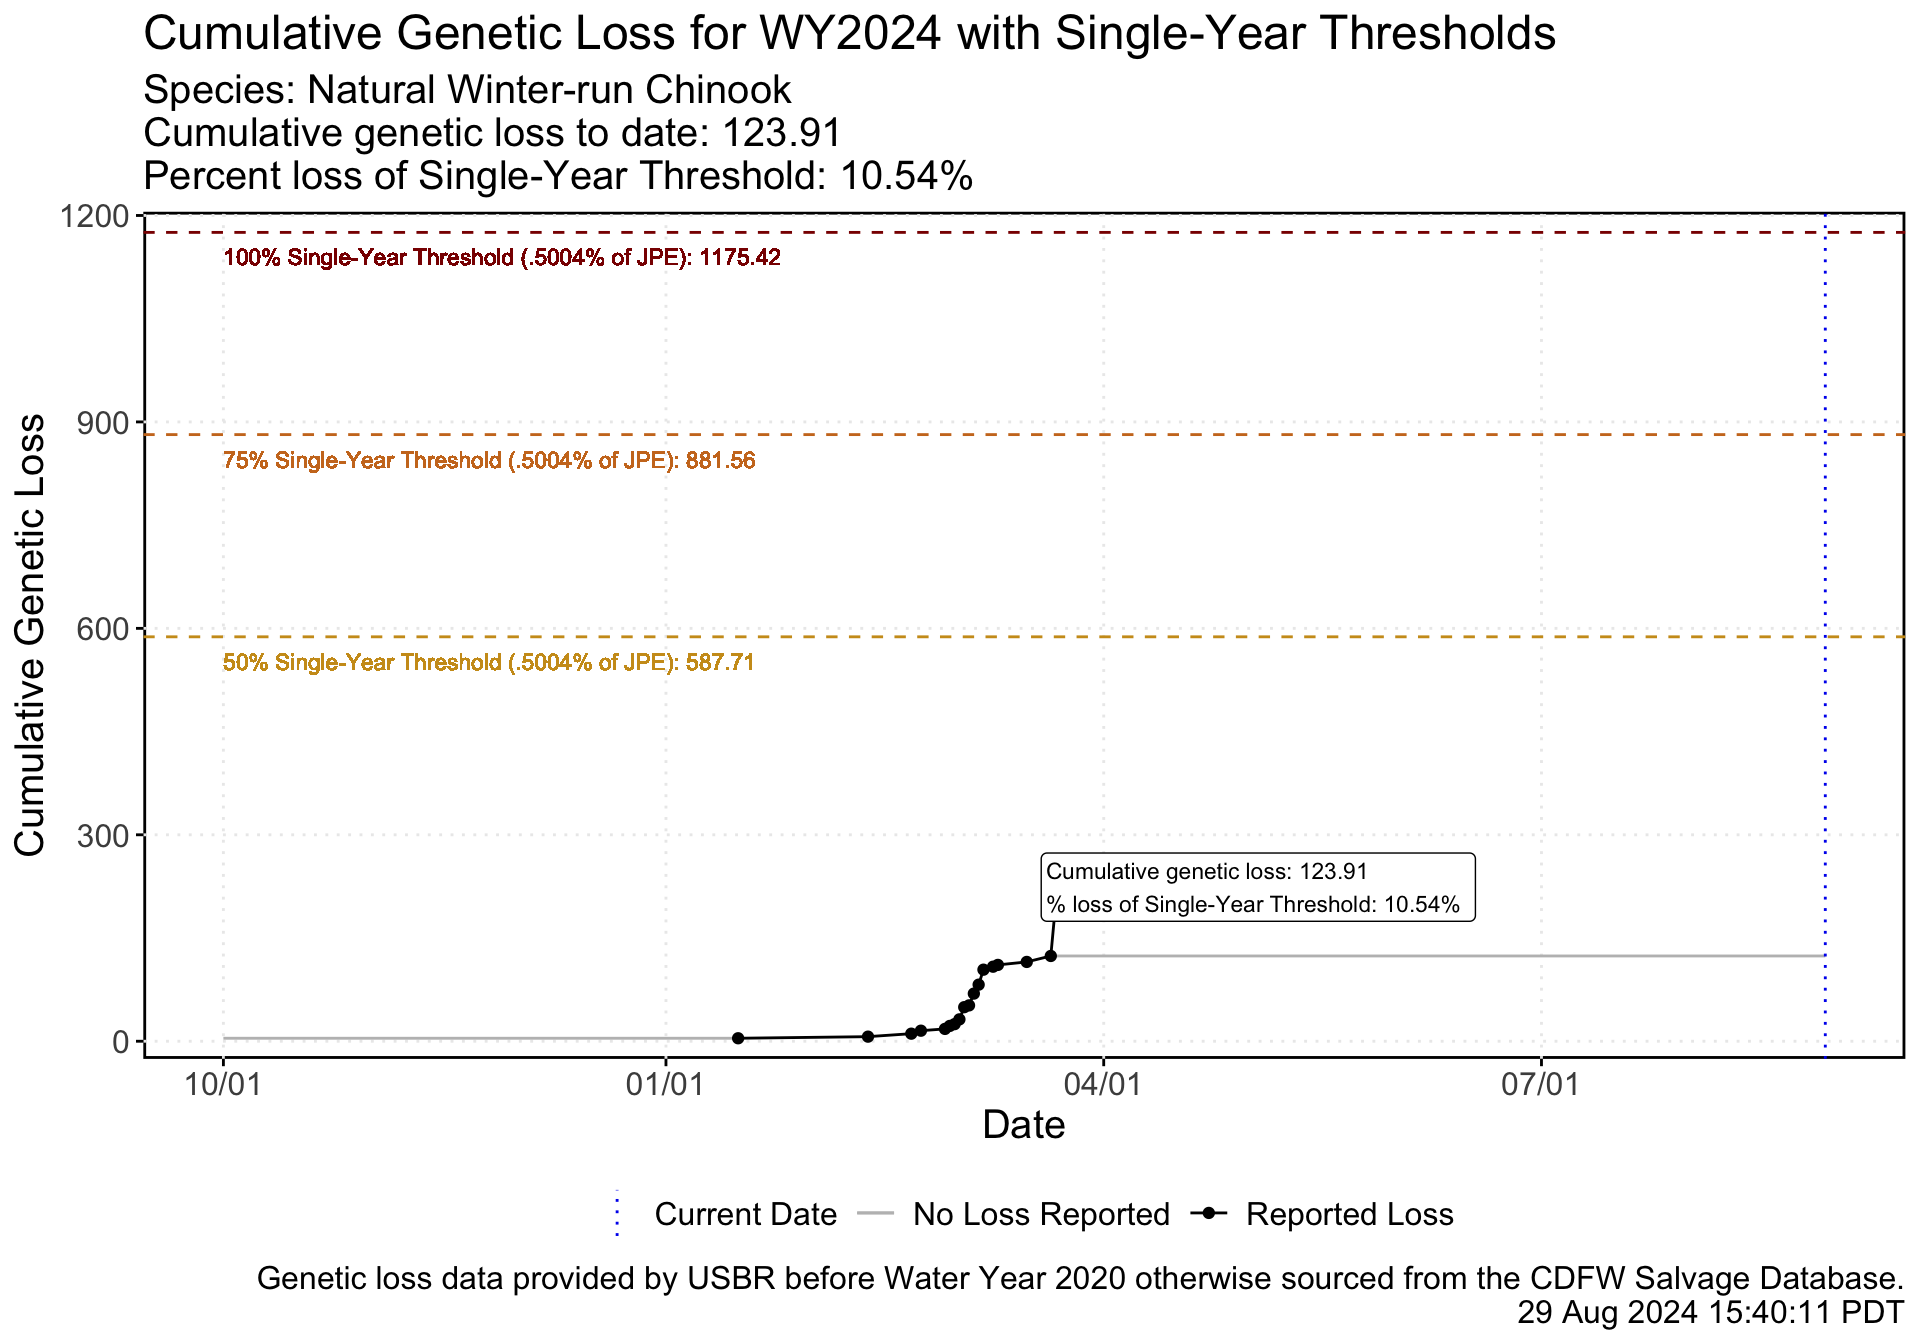 Cumulative Genetic Loss for WY2024 with Single-Year Thresholds
Species: Natural Winter-run Chinook
Cumulative genetic loss to date: 123.91
Percent loss of Single-Year Threshold: 10.54%
1200
100% Single-Year Threshold (.5004% of JPE): 1175.42
900
75% Single-Year Threshold (.5004% of JPE): 881.56
600
50% Single-Year Threshold (.5004% of JPE): 587.71
300
Cumulative genetic loss: 123.91
% loss of Single-Year Threshold: 10.54%
0
Cumulative Genetic Loss
10/01 01/01 04/01 07/01
Date
Current Date No Loss Reported Reported Loss
Genetic loss data provided by USBR before Water Year 2020 otherwise sourced from the CDFW Salvage Database.
29 Aug 2024 15:40:11 PDT